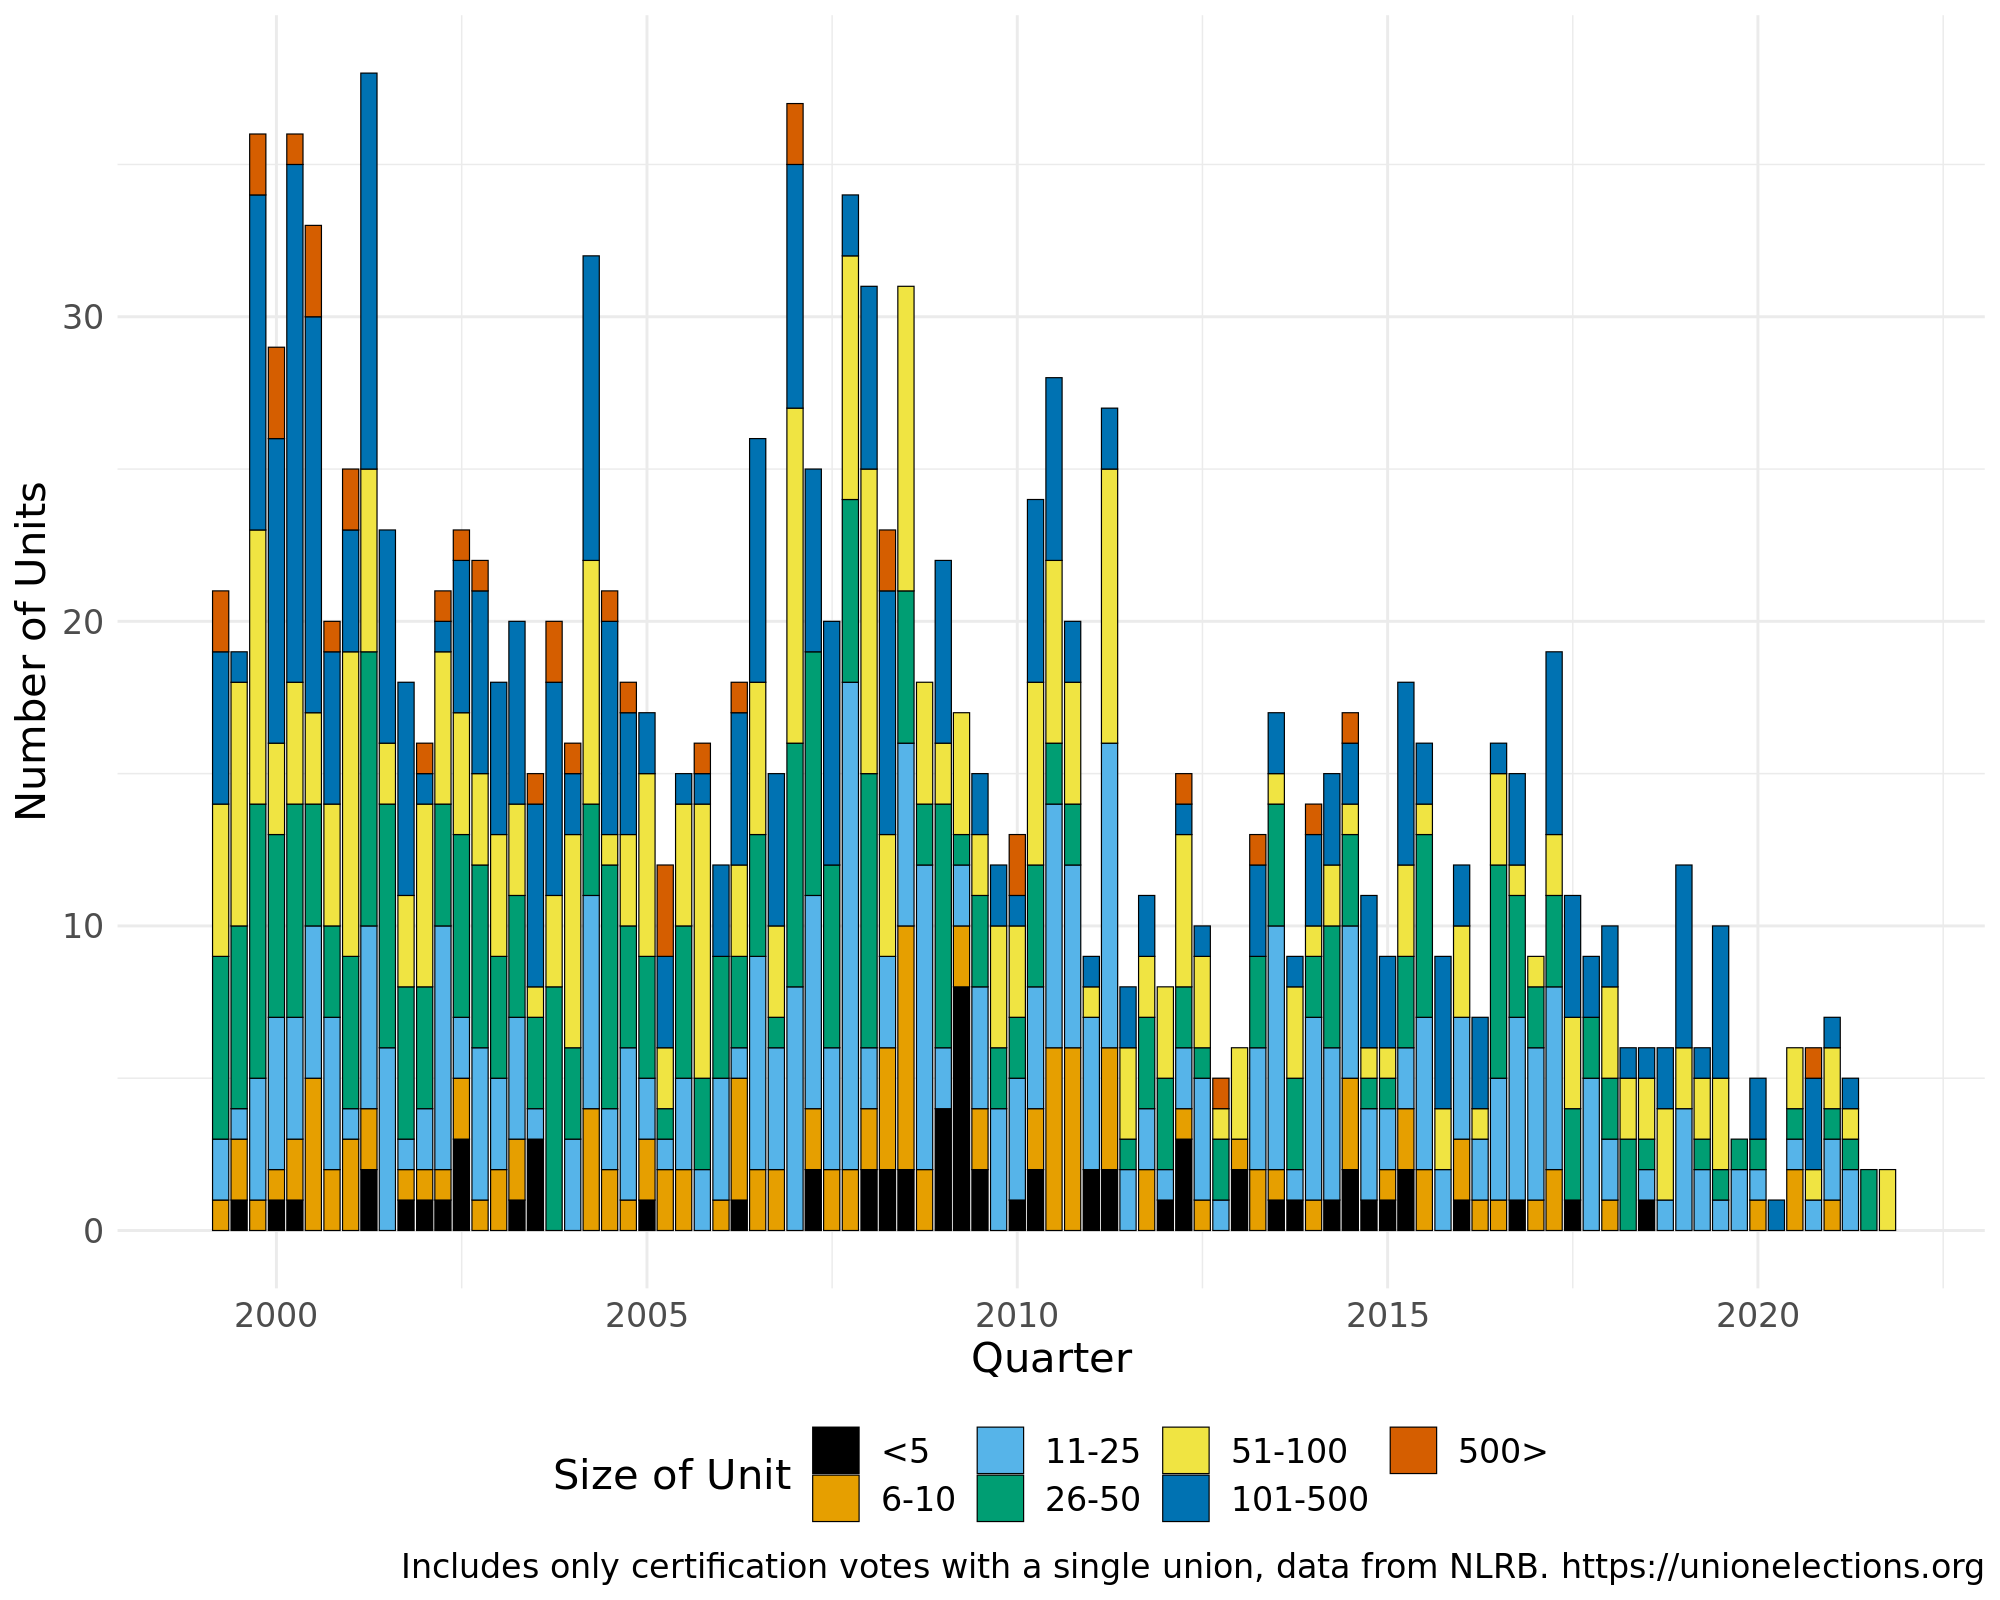 Number of Units
30
20
10
0
2000 2005 2010 2015 2020
Quarter
Size of Unit
<5 11-25 51-100 500>
6-10 26-50 101-500
Includes only certification votes with a single union, data from NLRB. https://unionelections.org